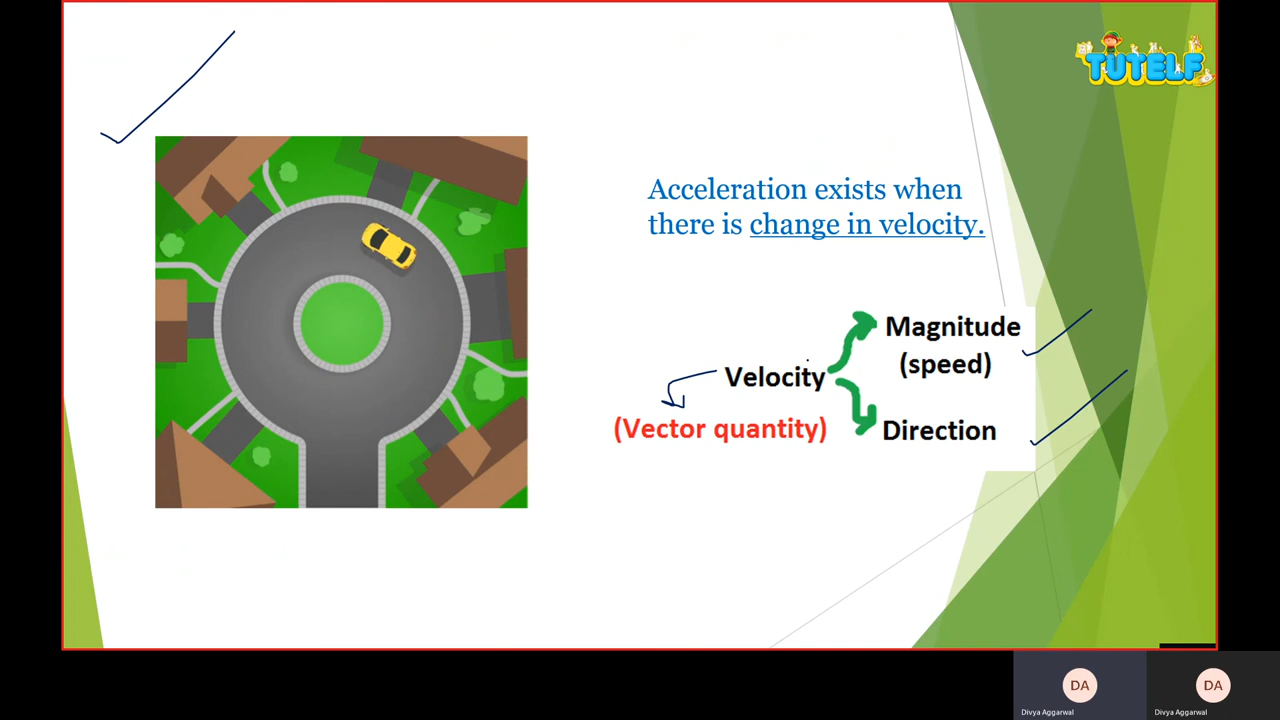 TUTELF
Acceleration exists when
there is change in velocity.
Magnitude
(speed)
Velocity
(Vector quantity)
Direction
DA
DA
Divya Aggarwal
Divya Aggarwal